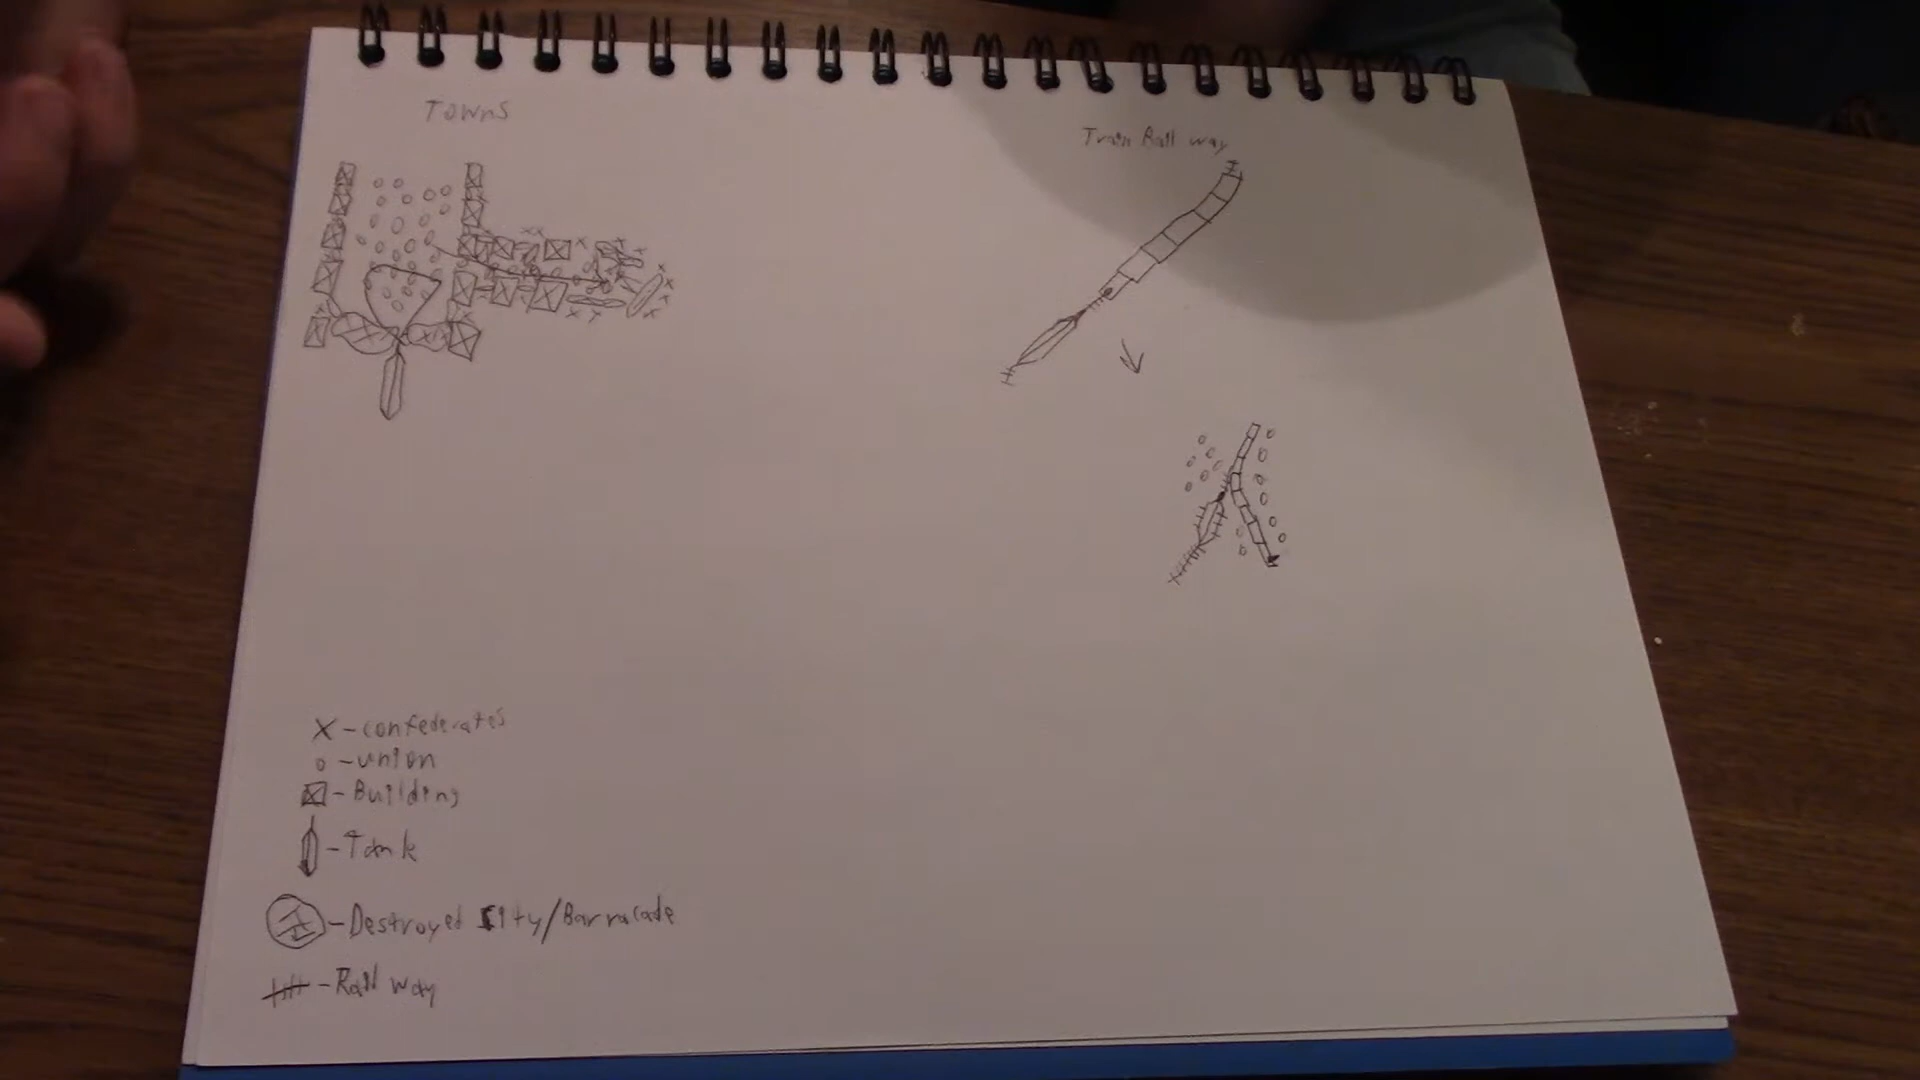 Towns
Train Rail way
X - confederates
o - union
- Building
- Tank
- Destroyed City/Barracade
- Rail way